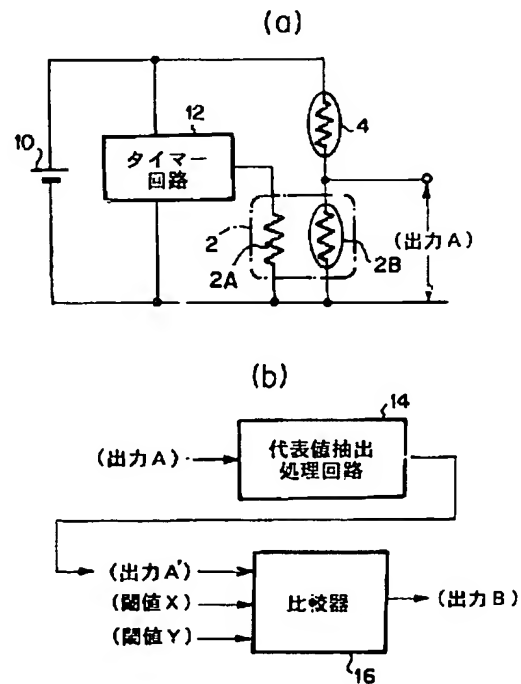 (a)
12
10
タイマー
回路
4
2
2A
2B
(出力A)
(b)
14
(出力A)
代表値抽出
処理回路
(出力A')
(閾値X)
(閾値Y)
比較器
(出力B)
16